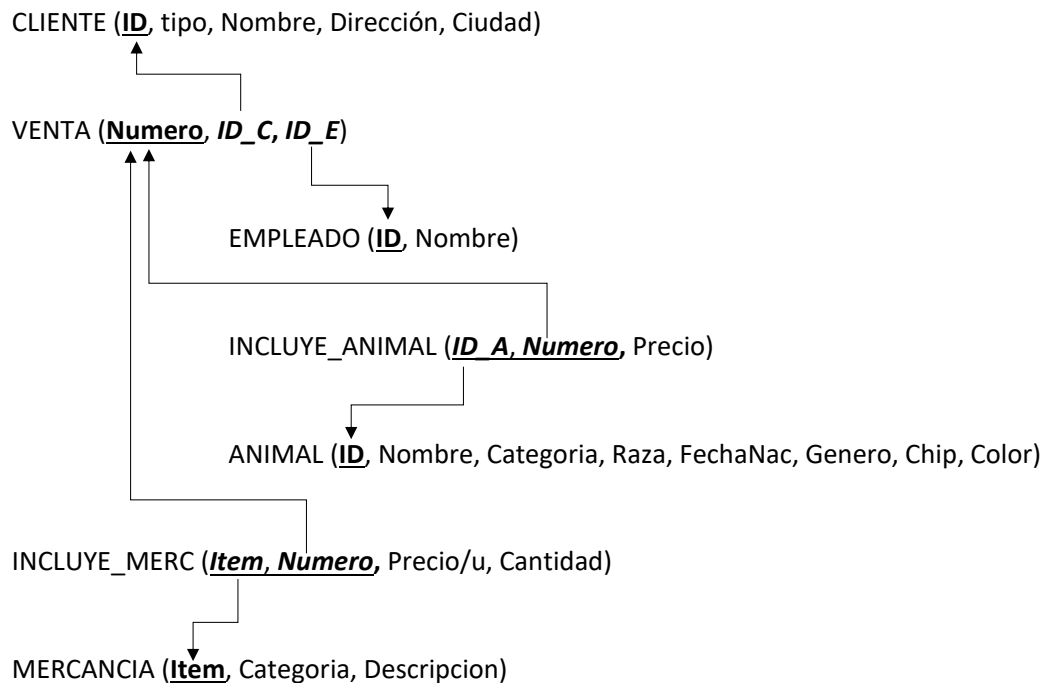 CLIENTE (ID, tipo, Nombre, Dirección, Ciudad)
VENTA (Numero, ID_C, ID_E)
EMPLEADO (ID, Nombre)
INCLUYE_ANIMAL (ID_A, Numero, Precio)
ANIMAL (ID, Nombre, Categoria, Raza, FechaNac, Genero, Chip, Color)
INCLUYE_MERC (Item, Numero, Precio/u, Cantidad)
MERCANCIA (Item, Categoria, Descripcion)